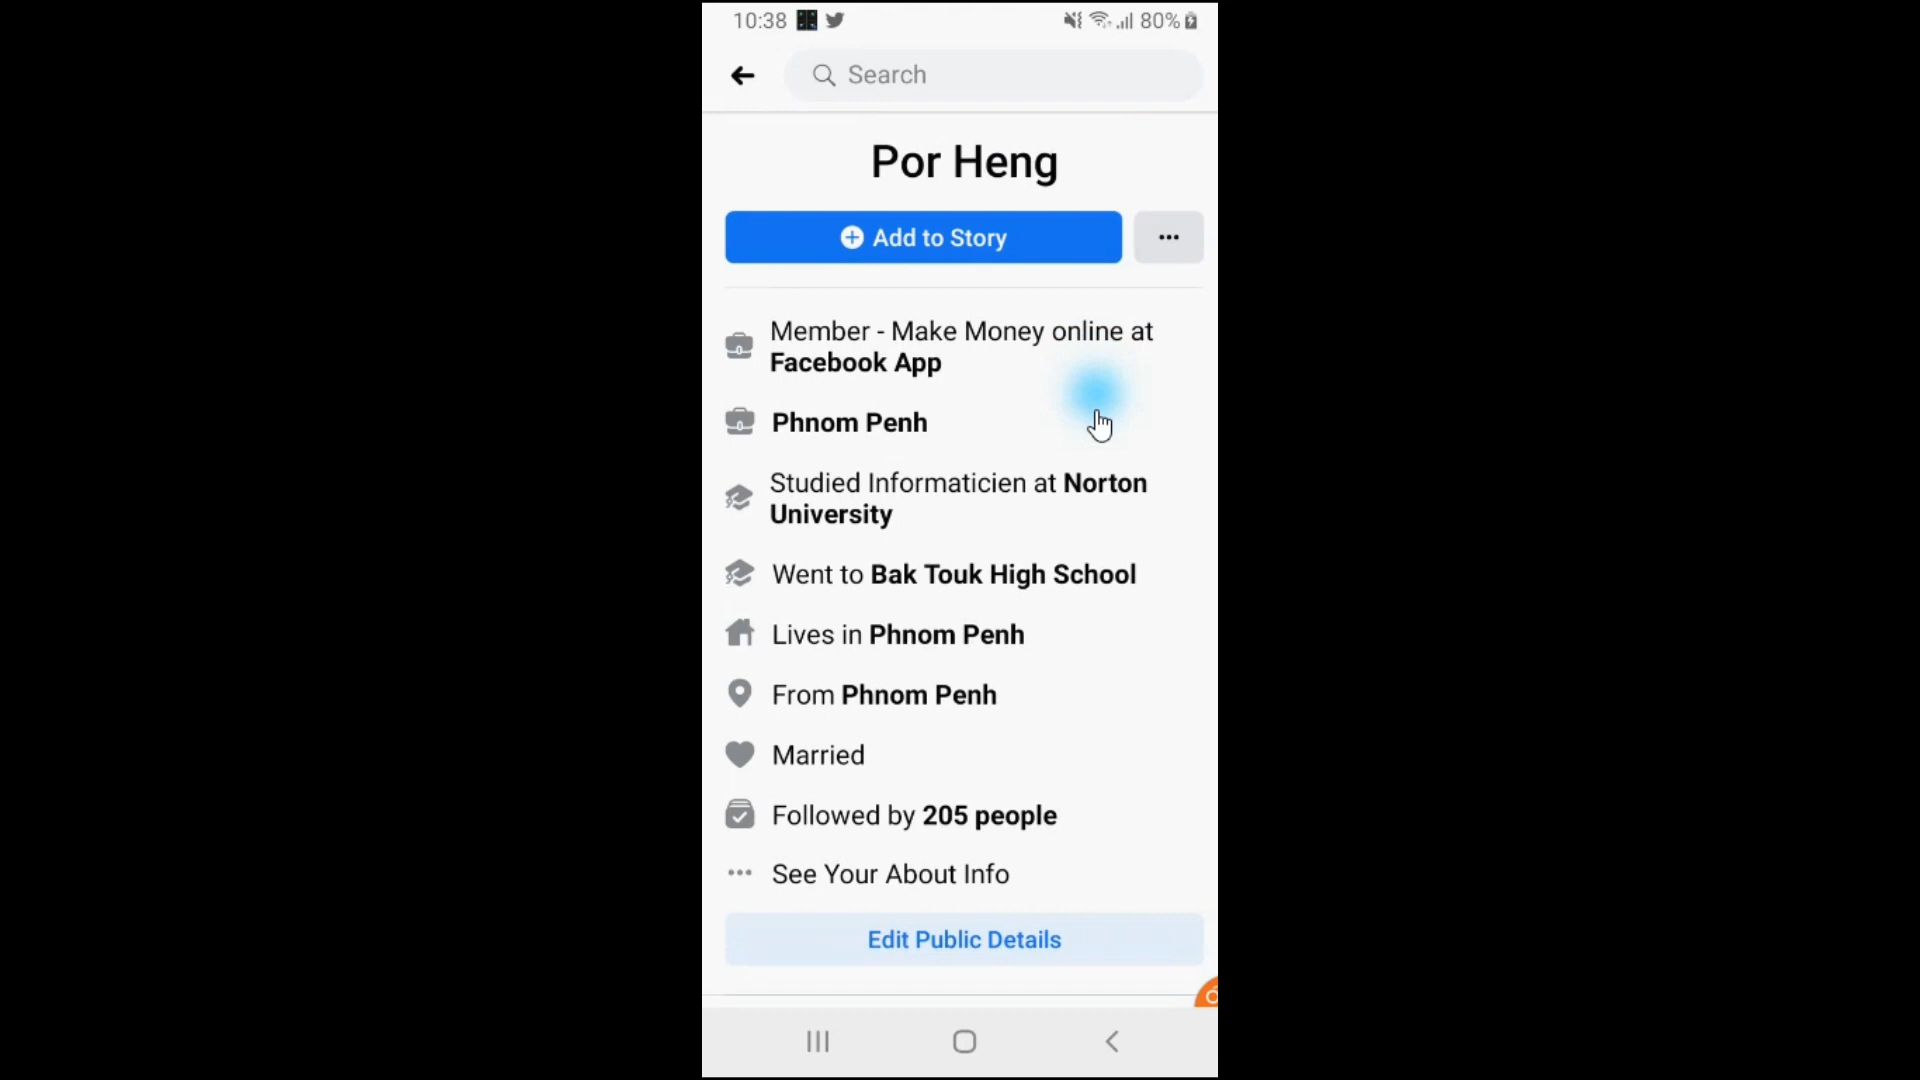 10:38 80%
Search
Por Heng
Add to Story
Member - Make Money online at
Facebook App
Phnom Penh
Studied Informaticien at Norton
University
Went to Bak Touk High School
Lives in Phnom Penh
From Phnom Penh
Married
Followed by 205 people
See Your About Info
Edit Public Details